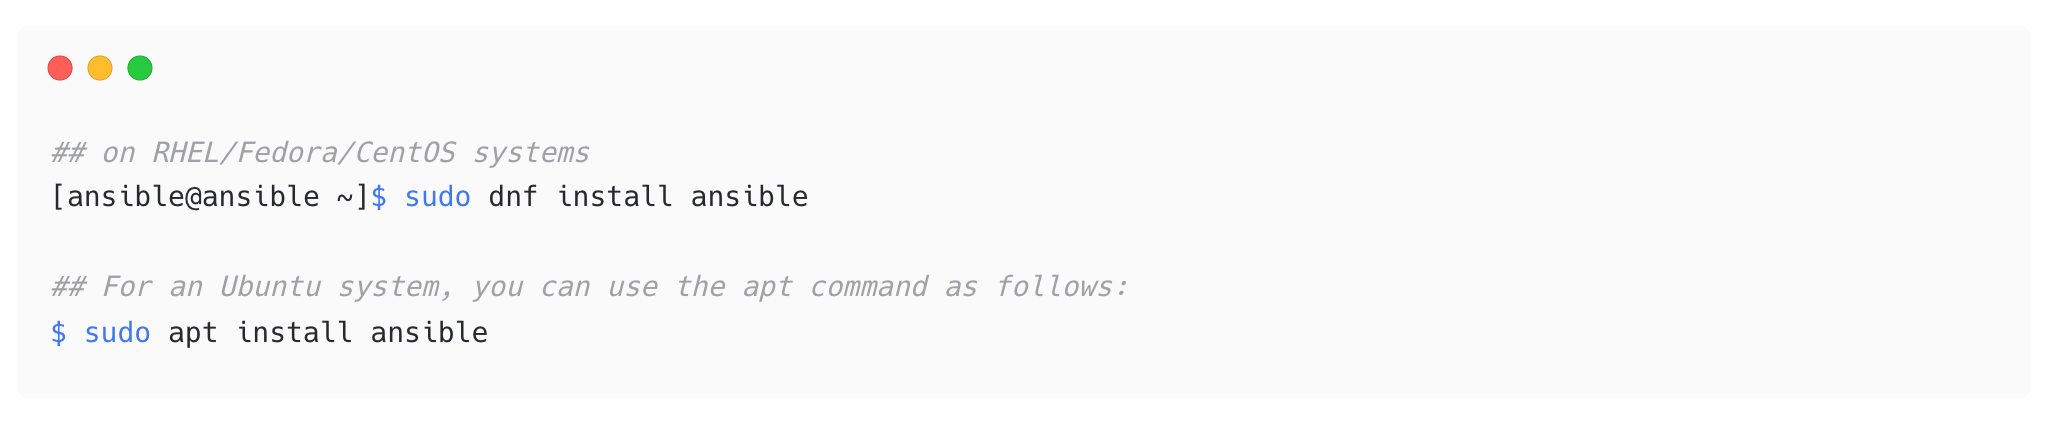 ## on RHEL/Fedora/CentOS systems
[ansible@ansible ~]$ sudo dnf install ansible
## For an Ubuntu system, you can use the apt command as follows:
$ sudo apt install ansible